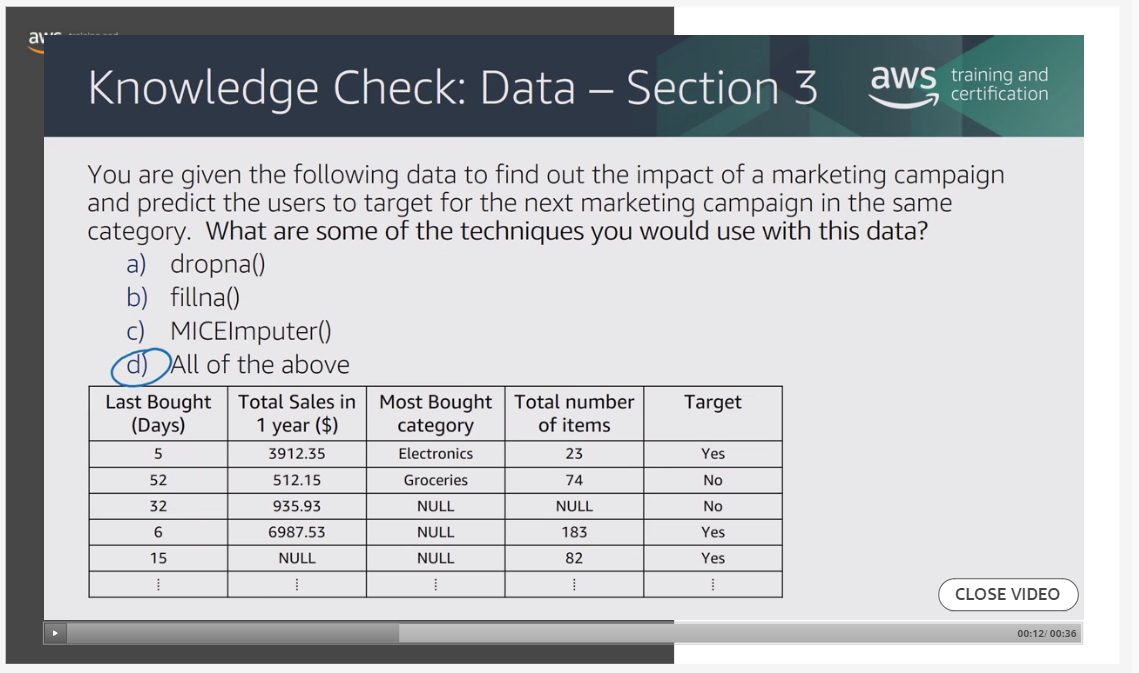 aws
Knowledge Check: Data – Section 3
aws training and
certification
You are given the following data to find out the impact of a marketing campaign
and predict the users to target for the next marketing campaign in the same
category. What are some of the techniques you would use with this data?
a) dropna()
b) fillna()
c) MICEImputer()
d) All of the above
Last Bought (Days) Total Sales in 1 year ($) Most Bought category Total number of items Target
5 3912.35 Electronics 23 Yes
52 512.15 Groceries 74 No
32 935.93 NULL NULL No
6 6987.53 NULL 183 Yes
15 NULL NULL 82 Yes
⋮ ⋮ ⋮ ⋮ ⋮
CLOSE VIDEO
00:12/ 00:36